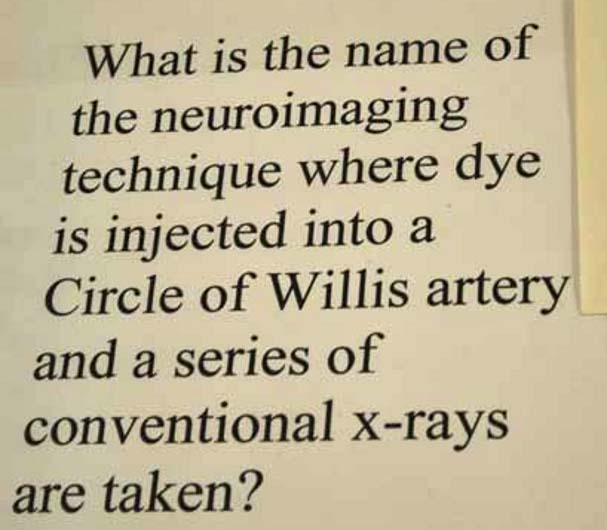 What is the name of
the neuroimaging
technique where dye
is injected into a
Circle of Willis artery
and a series of
conventional x-rays
are taken?